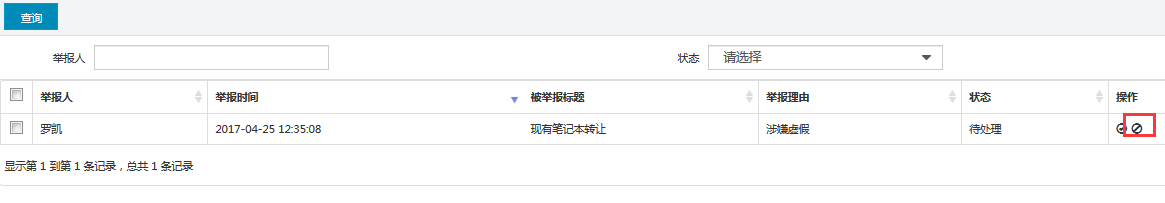 查询
举报人 状态 请选择
举报人 举报时间 被举报标题 举报理由 状态 操作
罗凯 2017-04-25 12:35:08 现有笔记本转让 涉嫌虚假 待处理
显示第 1 到第 1 条记录，总共 1 条记录